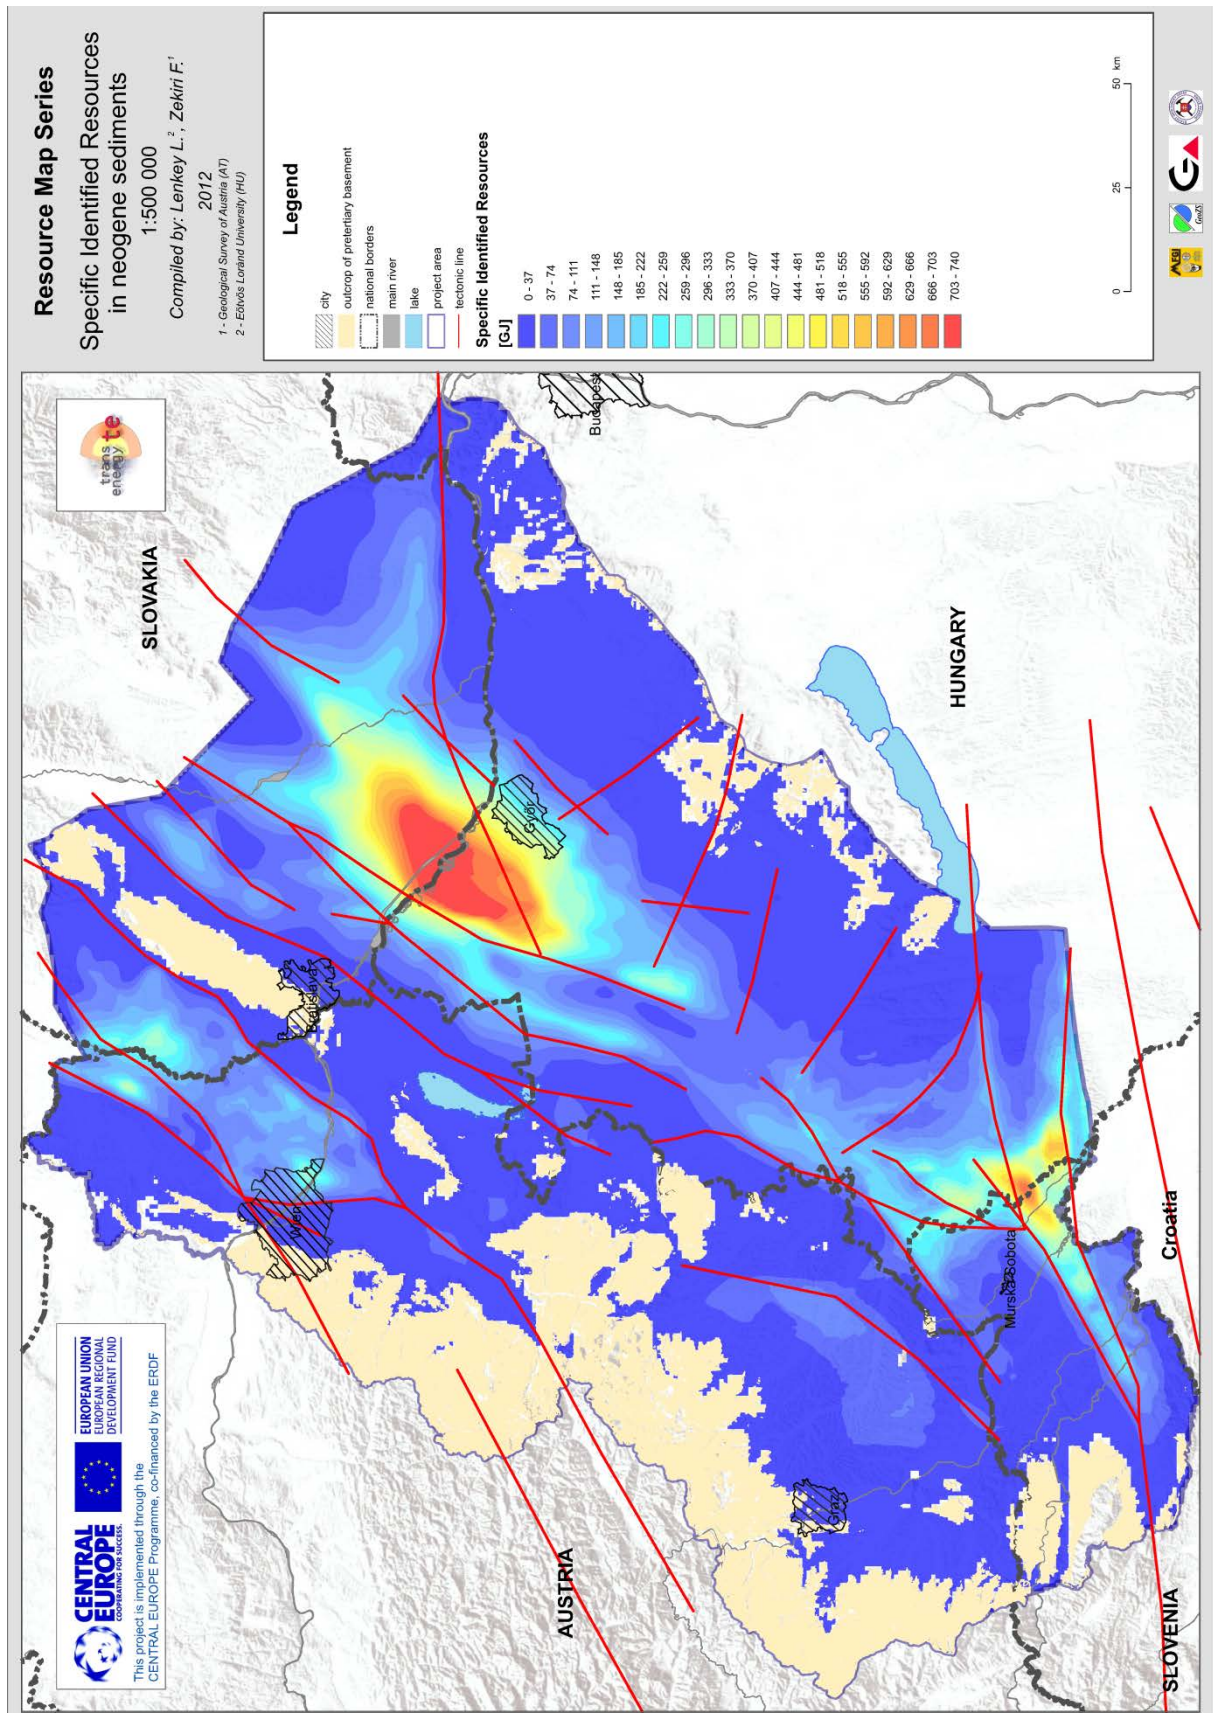 Resource Map Series
Specific Identified Resources
in neogene sediments
1:500 000
Compiled by: Lenkey L.², Zekiri F.¹
2012
1 - Geological Survey of Austria (AT)
2 - Eötvös Loránd University (HU)
Legend
city
outcrop of pretertiary basement
national borders
main river
lake
project area
tectonic line
Specific Identified Resources
[GJ]
0 - 37
37 - 74
74 - 111
111 - 148
148 - 185
185 - 222
222 - 259
259 - 296
296 - 333
333 - 370
370 - 407
407 - 444
444 - 481
481 - 518
518 - 555
555 - 592
592 - 629
629 - 666
666 - 703
703 - 740
0 25 50 km
MFGI
GeoZS
trans
energy te
SLOVAKIA
Budapest
HUNGARY
Győr
Bratislava
Wien
Murska Sobota
Croatia
Graz
AUSTRIA
SLOVENIA
CENTRAL
EUROPE
COOPERATING FOR SUCCESS.
EUROPEAN UNION
EUROPEAN REGIONAL
DEVELOPMENT FUND
This project is implemented through the
CENTRAL EUROPE Programme, co-financed by the ERDF